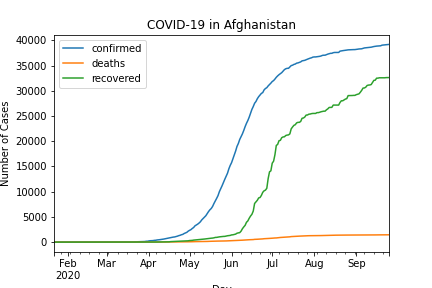 COVID-19 in Afghanistan
40000
35000
30000
25000
20000
15000
10000
5000
0
Number of Cases
confirmed
deaths
recovered
Feb
2020
Mar
Apr
May
Jun
Jul
Aug
Sep